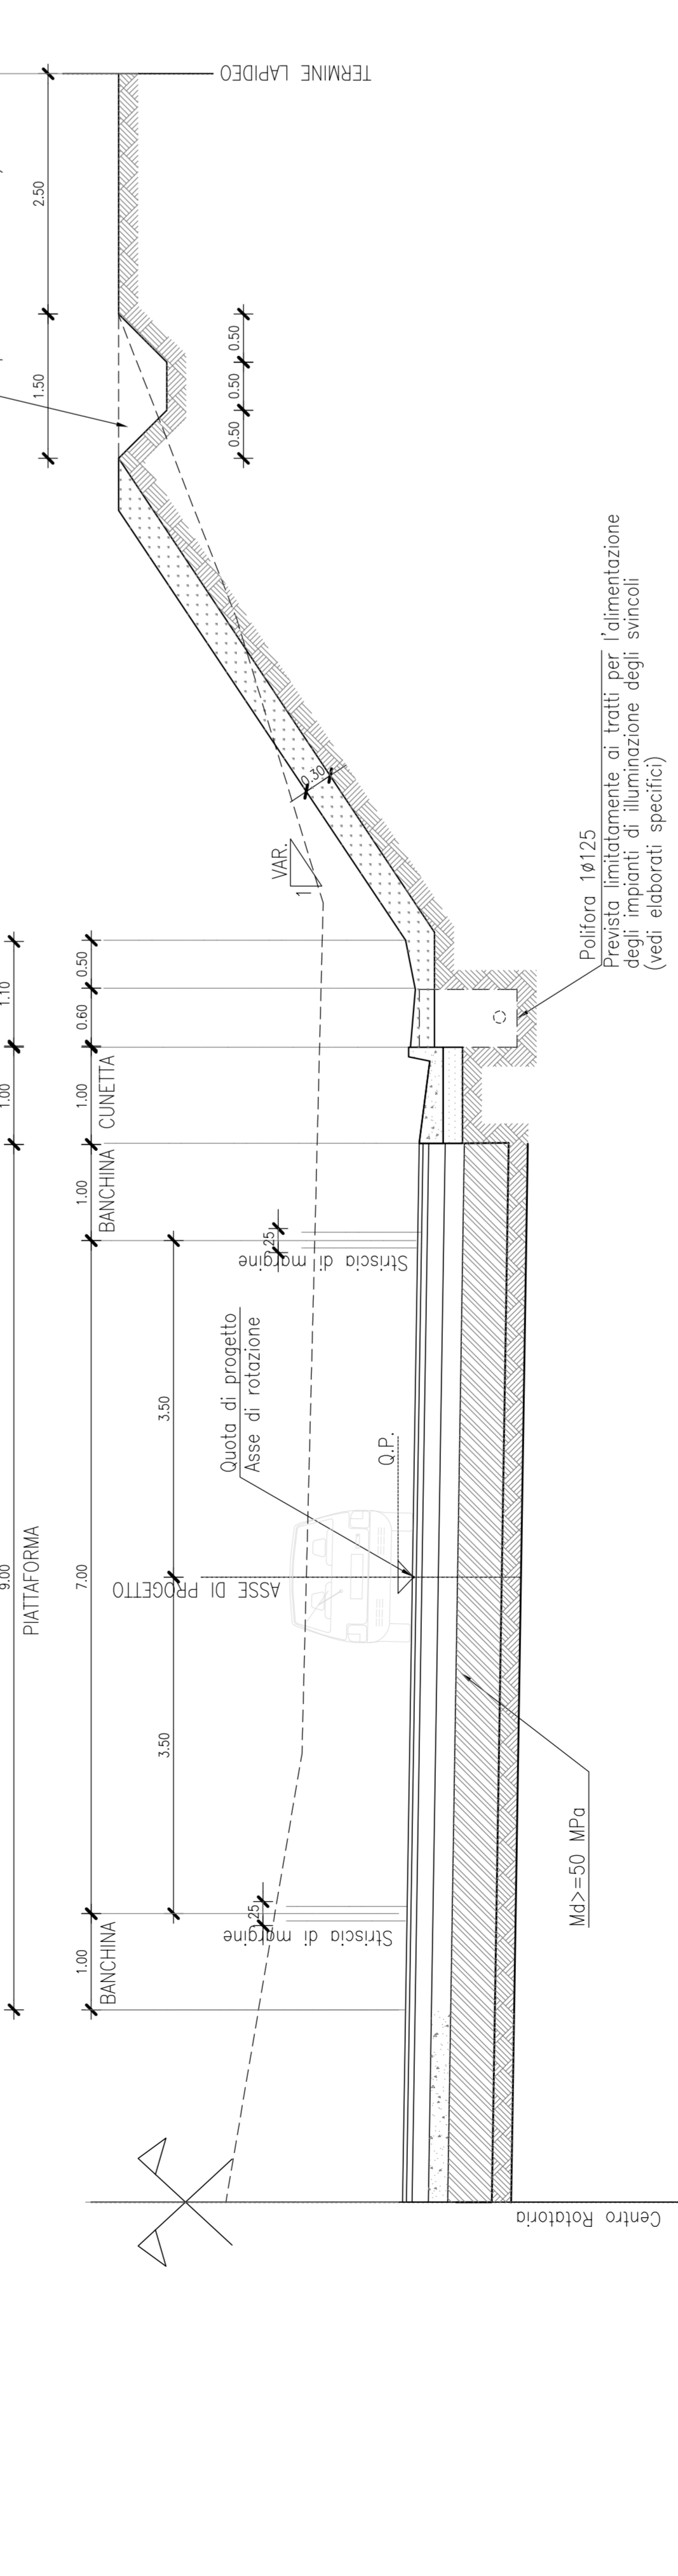 TERMINE LAPIDEO
2.50
1.50
0.50
0.50
0.50
0.30
VAR.
1
Polifora 1ø125
Prevista limitatamente ai tratti per l'alimentazione
degli impianti di illuminazione degli svincoli
(vedi elaborati specifici)
1.10
1.00
9.00
PIATTAFORMA
0.50
0.60
1.00
CUNETTA
1.00
BANCHINA
7.00
1.00
BANCHINA
3.50
3.50
ASSE DI PROGETTO
.25
Striscia di margine
Quota di progetto
Asse di rotazione
Q.P.
.25
Striscia di margine
Md>=50 MPa
Centro Rotatoria